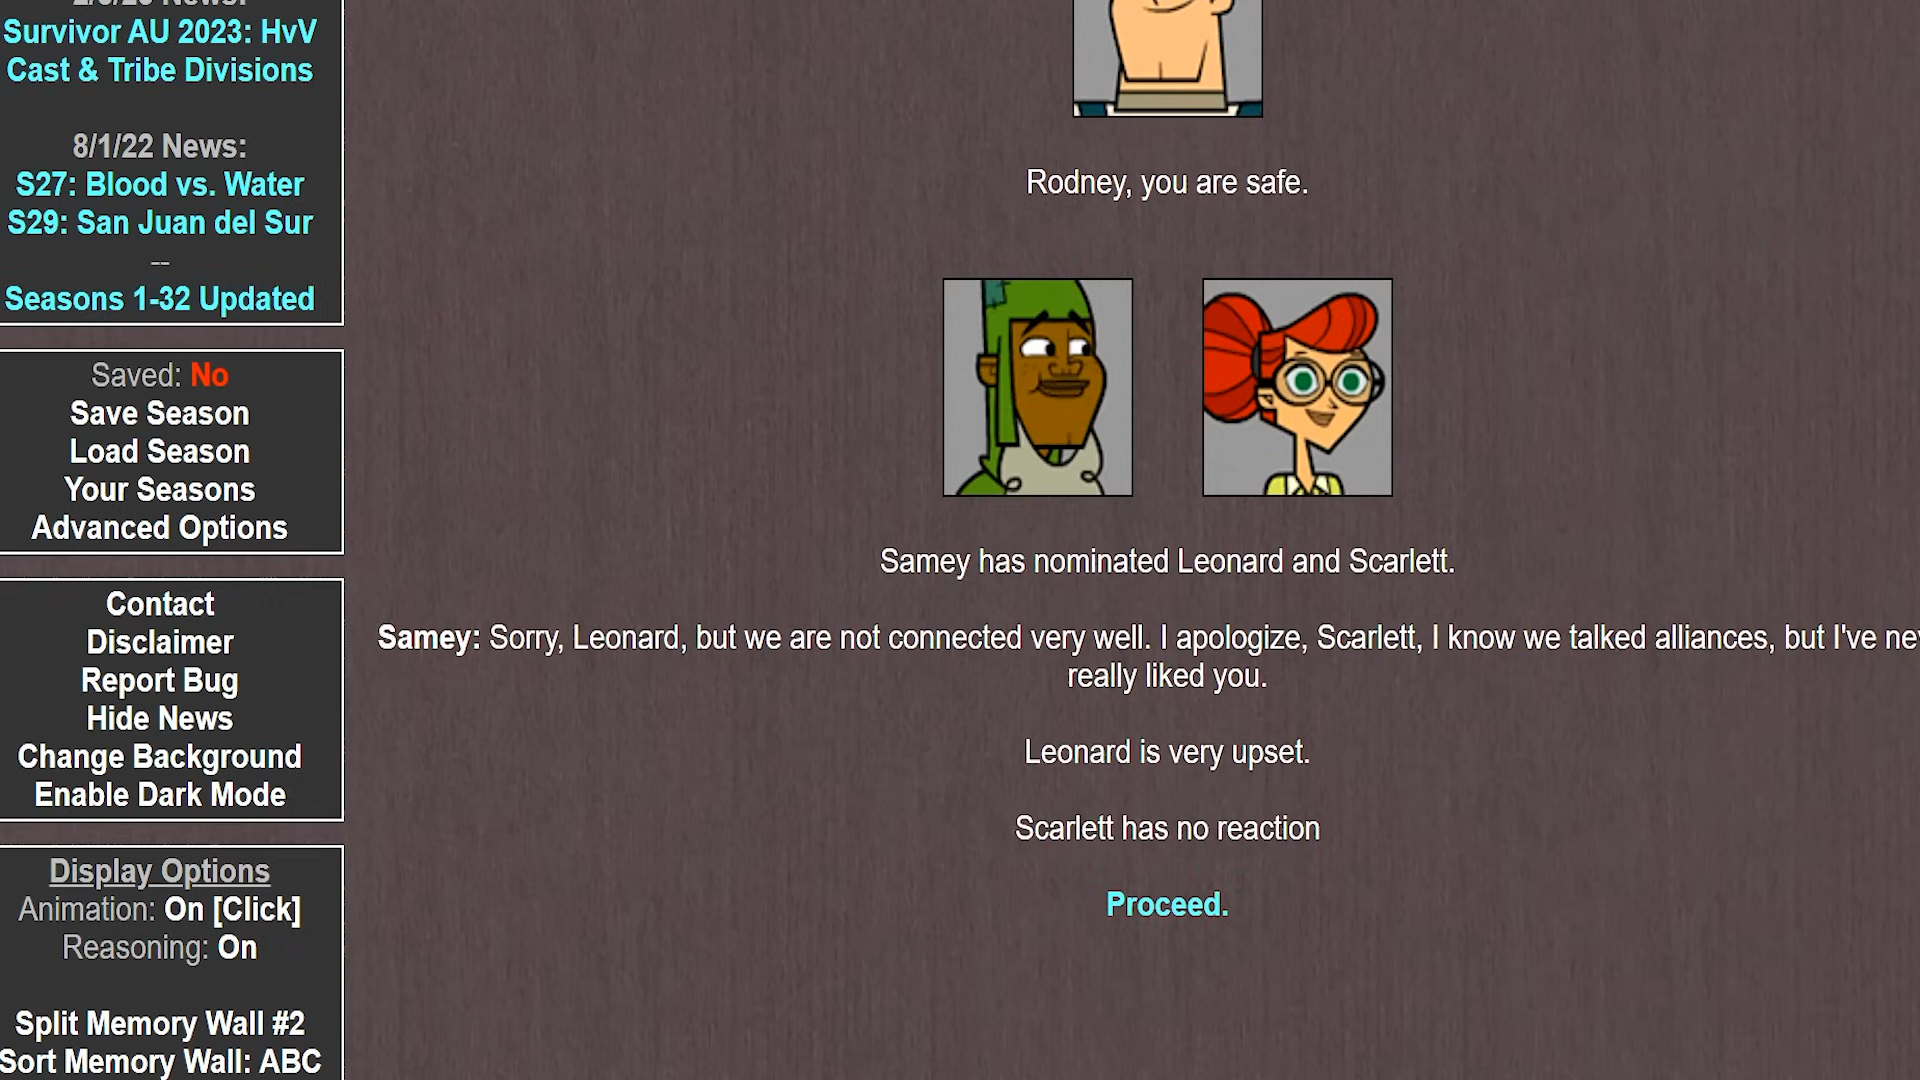 Survivor AU 2023: HvV
Cast & Tribe Divisions
8/1/22 News:
S27: Blood vs. Water
S29: San Juan del Sur
--
Seasons 1-32 Updated
Saved: No
Save Season
Load Season
Your Seasons
Advanced Options
Contact
Disclaimer
Report Bug
Hide News
Change Background
Enable Dark Mode
Display Options
Animation: On [Click]
Reasoning: On
Split Memory Wall #2
Sort Memory Wall: ABC
Rodney, you are safe.
Samey has nominated Leonard and Scarlett.
Samey: Sorry, Leonard, but we are not connected very well. I apologize, Scarlett, I know we talked alliances, but I've nev
really liked you.
Leonard is very upset.
Scarlett has no reaction
Proceed.